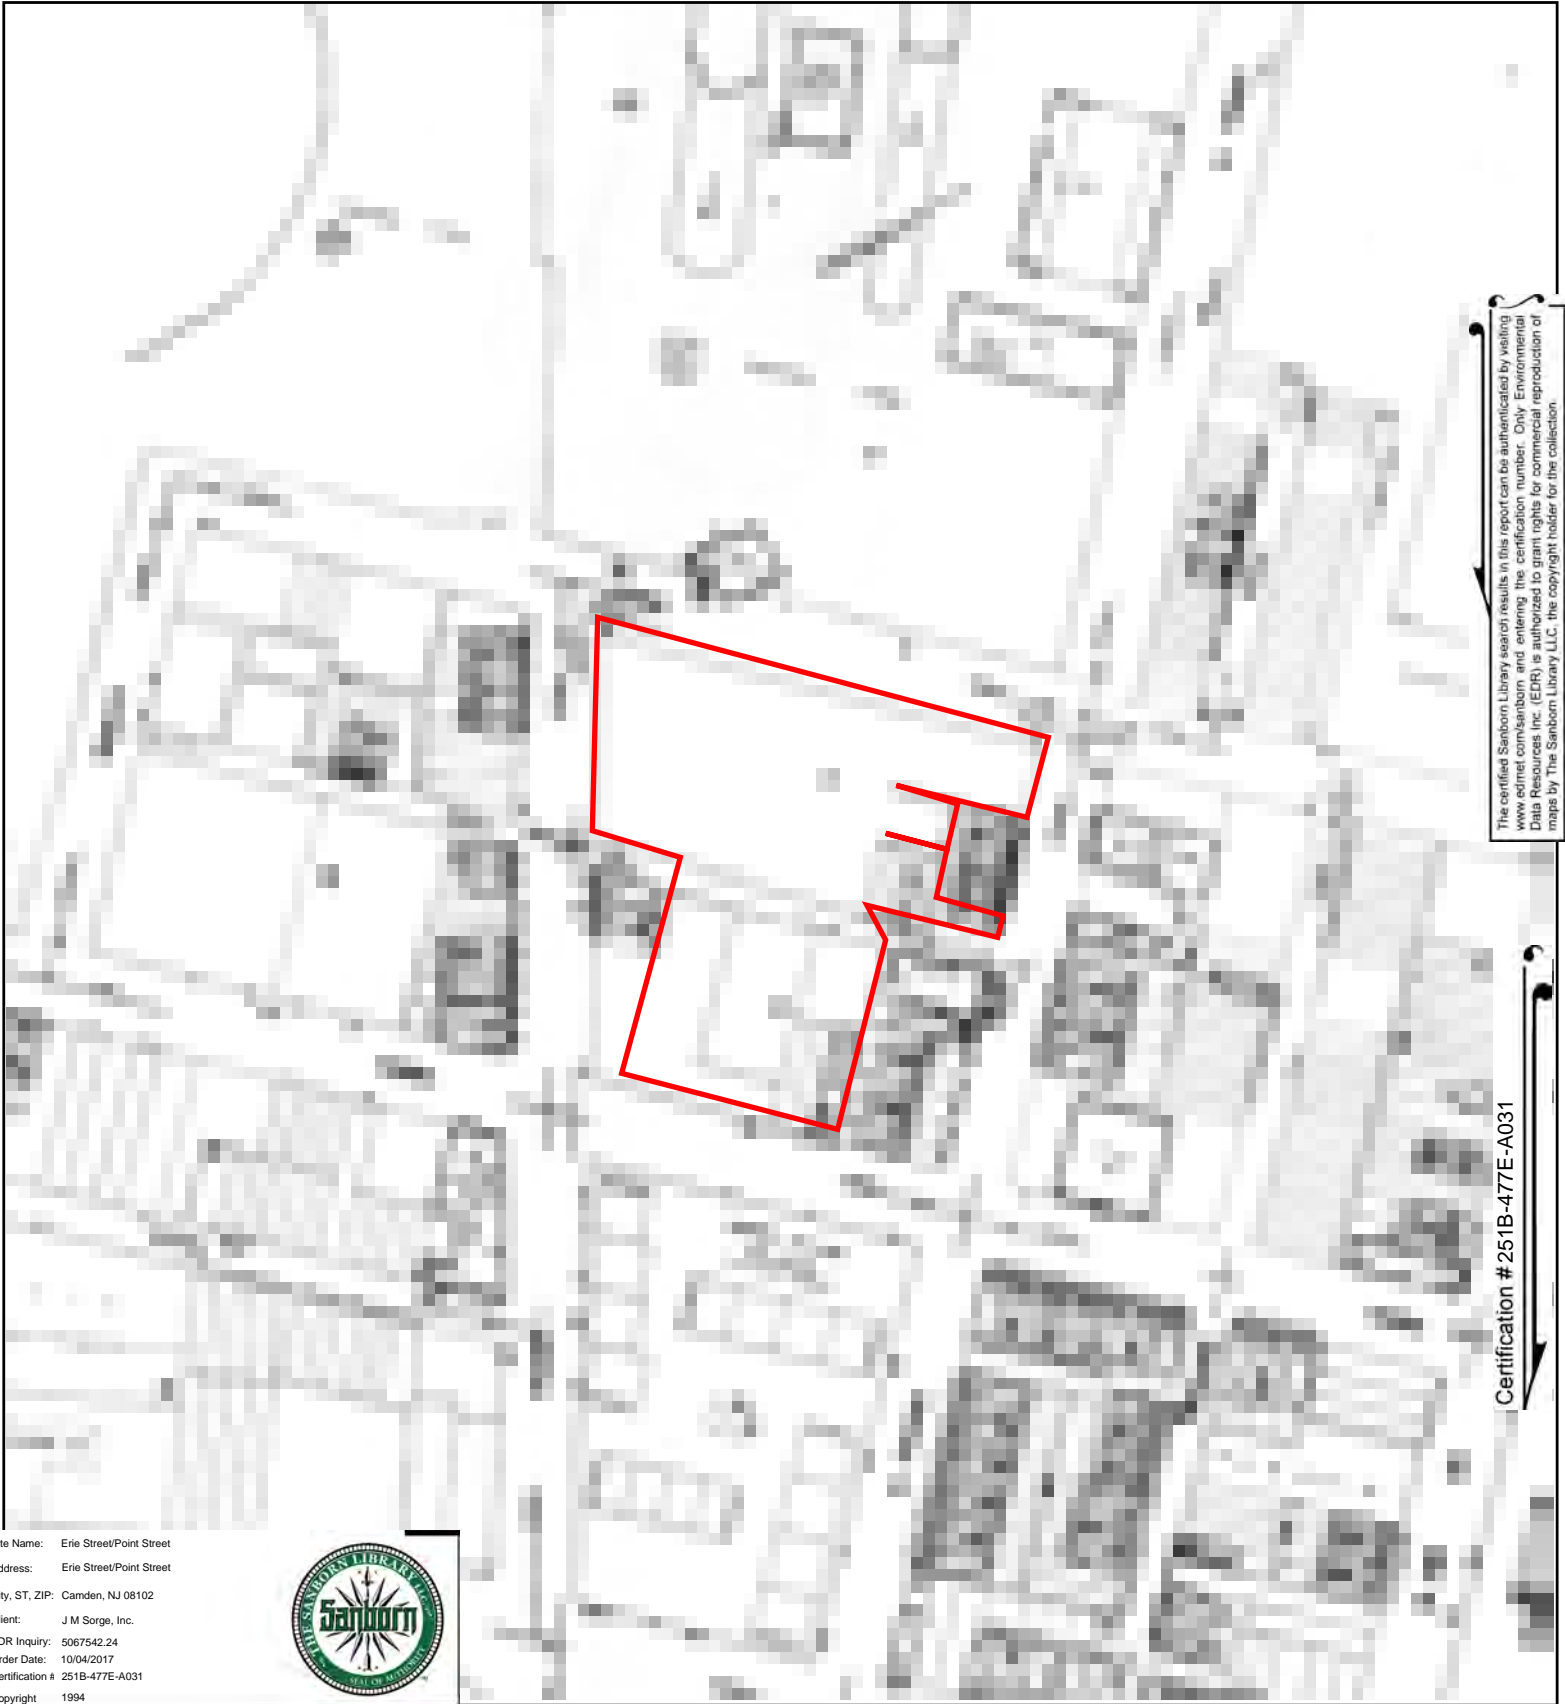 The certified Sanborn Library search results in this report can be authenticated by visiting
www.edrnet.com/sanborn and entering the certification number. Only Environmental
Data Resources Inc. (EDR) is authorized to grant rights for commercial reproduction of
maps by The Sanborn Library LLC, the copyright holder for the collection.
Certification # 251B-477E-A031
te Name: Erie Street/Point Street
ddress: Erie Street/Point Street
ty, ST, ZIP: Camden, NJ 08102
ient: J M Sorge, Inc.
DR Inquiry: 5067542.24
rder Date: 10/04/2017
ertification # 251B-477E-A031
opyright 1994
THE SANBORN LIBRARY, LLC
Sanborn
SEAL OF AUTHORITY